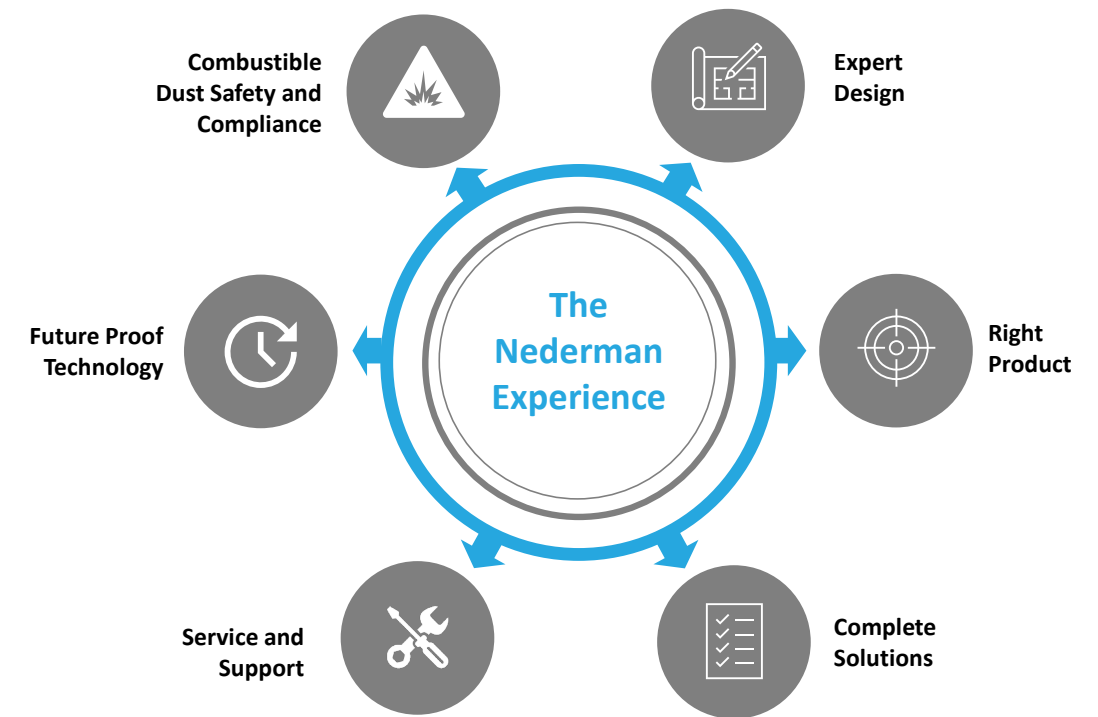 Combustible
Dust Safety and
Compliance
Expert
Design
The
Nederman
Experience
Future Proof
Technology
Right
Product
Service and
Support
Complete
Solutions